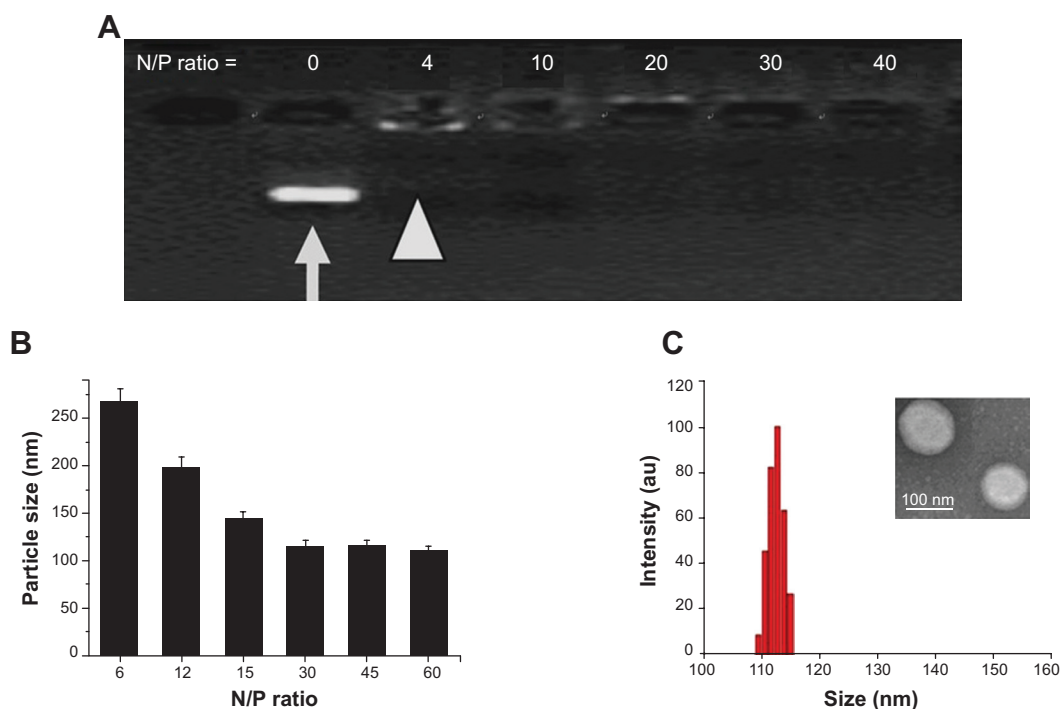 A
N/P ratio = 0 4 10 20 30 40
B
Particle size (nm)
250
200
150
100
50
0
6 12 15 30 45 60
N/P ratio
C
Intensity (au)
120
100
80
60
40
20
0
100 nm
100 110 120 130 140 150 160
Size (nm)